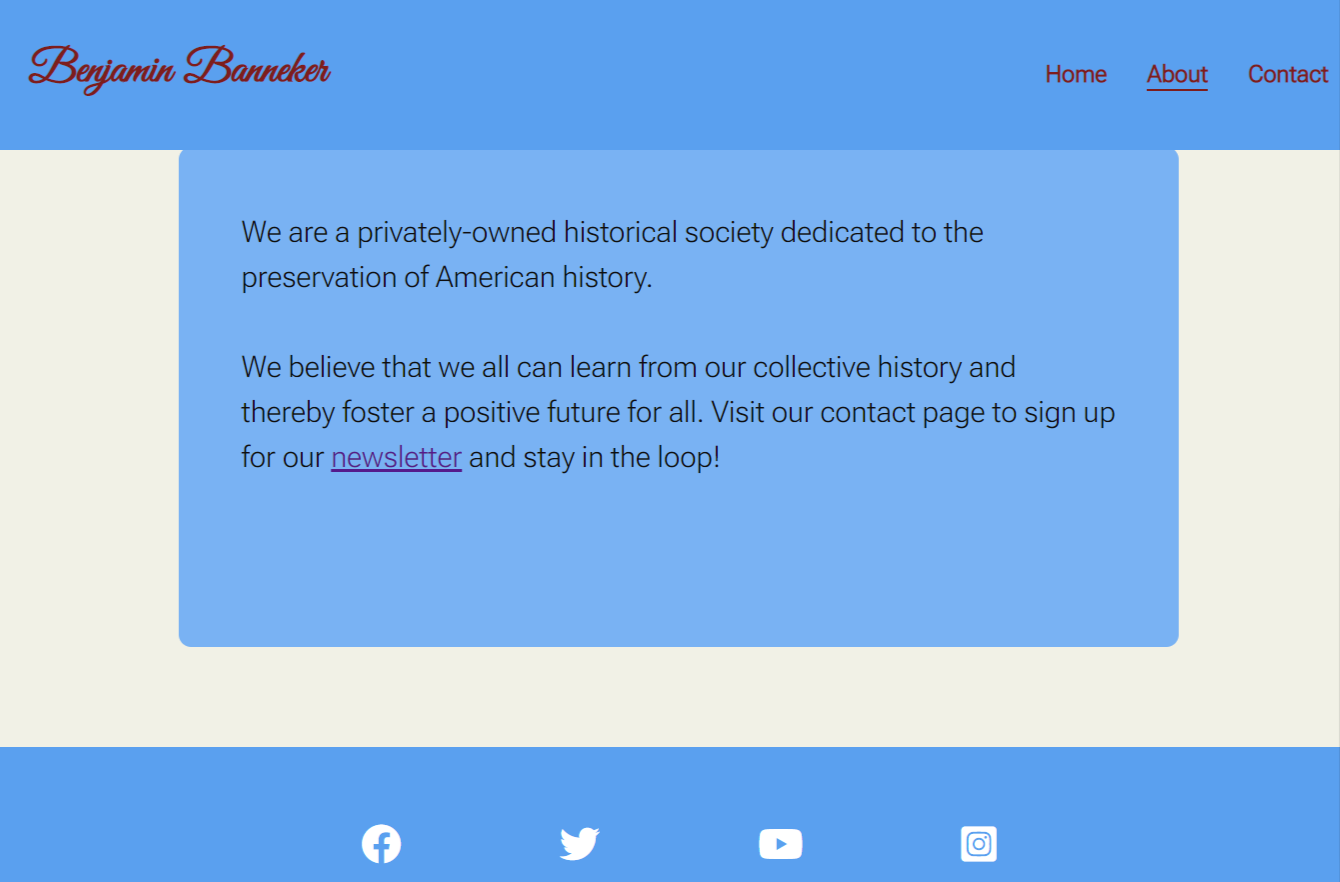 Benjamin Banneker
Home About Contact
We are a privately-owned historical society dedicated to the
preservation of American history.
We believe that we all can learn from our collective history and
thereby foster a positive future for all. Visit our contact page to sign up
for our newsletter and stay in the loop!